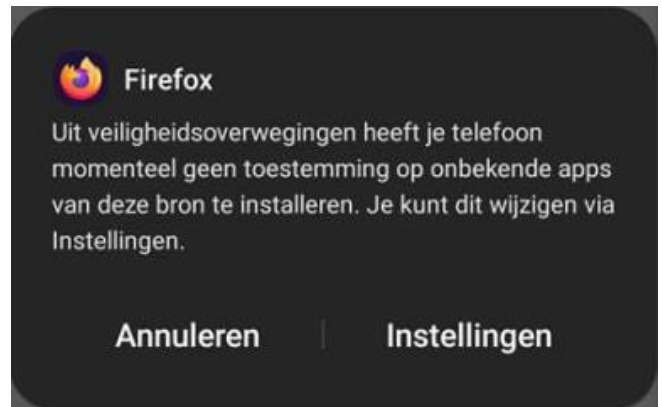 Firefox
Uit veiligheidsoverwegingen heeft je telefoon
momenteel geen toestemming op onbekende apps
van deze bron te installeren. Je kunt dit wijzigen via
Instellingen.
Annuleren
Instellingen